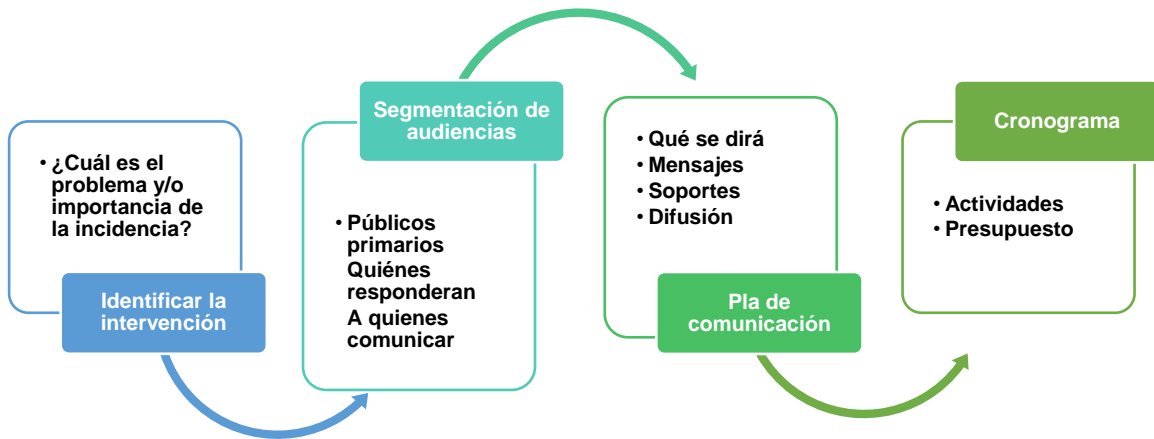 • ¿Cuál es el
problema y/o
importancia de
la incidencia?
Identificar la
intervención
Segmentación de
audiencias
• Públicos
primarios
Quiénes
responderan
A quienes
comunicar
• Qué se dirá
• Mensajes
• Soportes
• Difusión
Pla de
comunicación
Cronograma
• Actividades
• Presupuesto